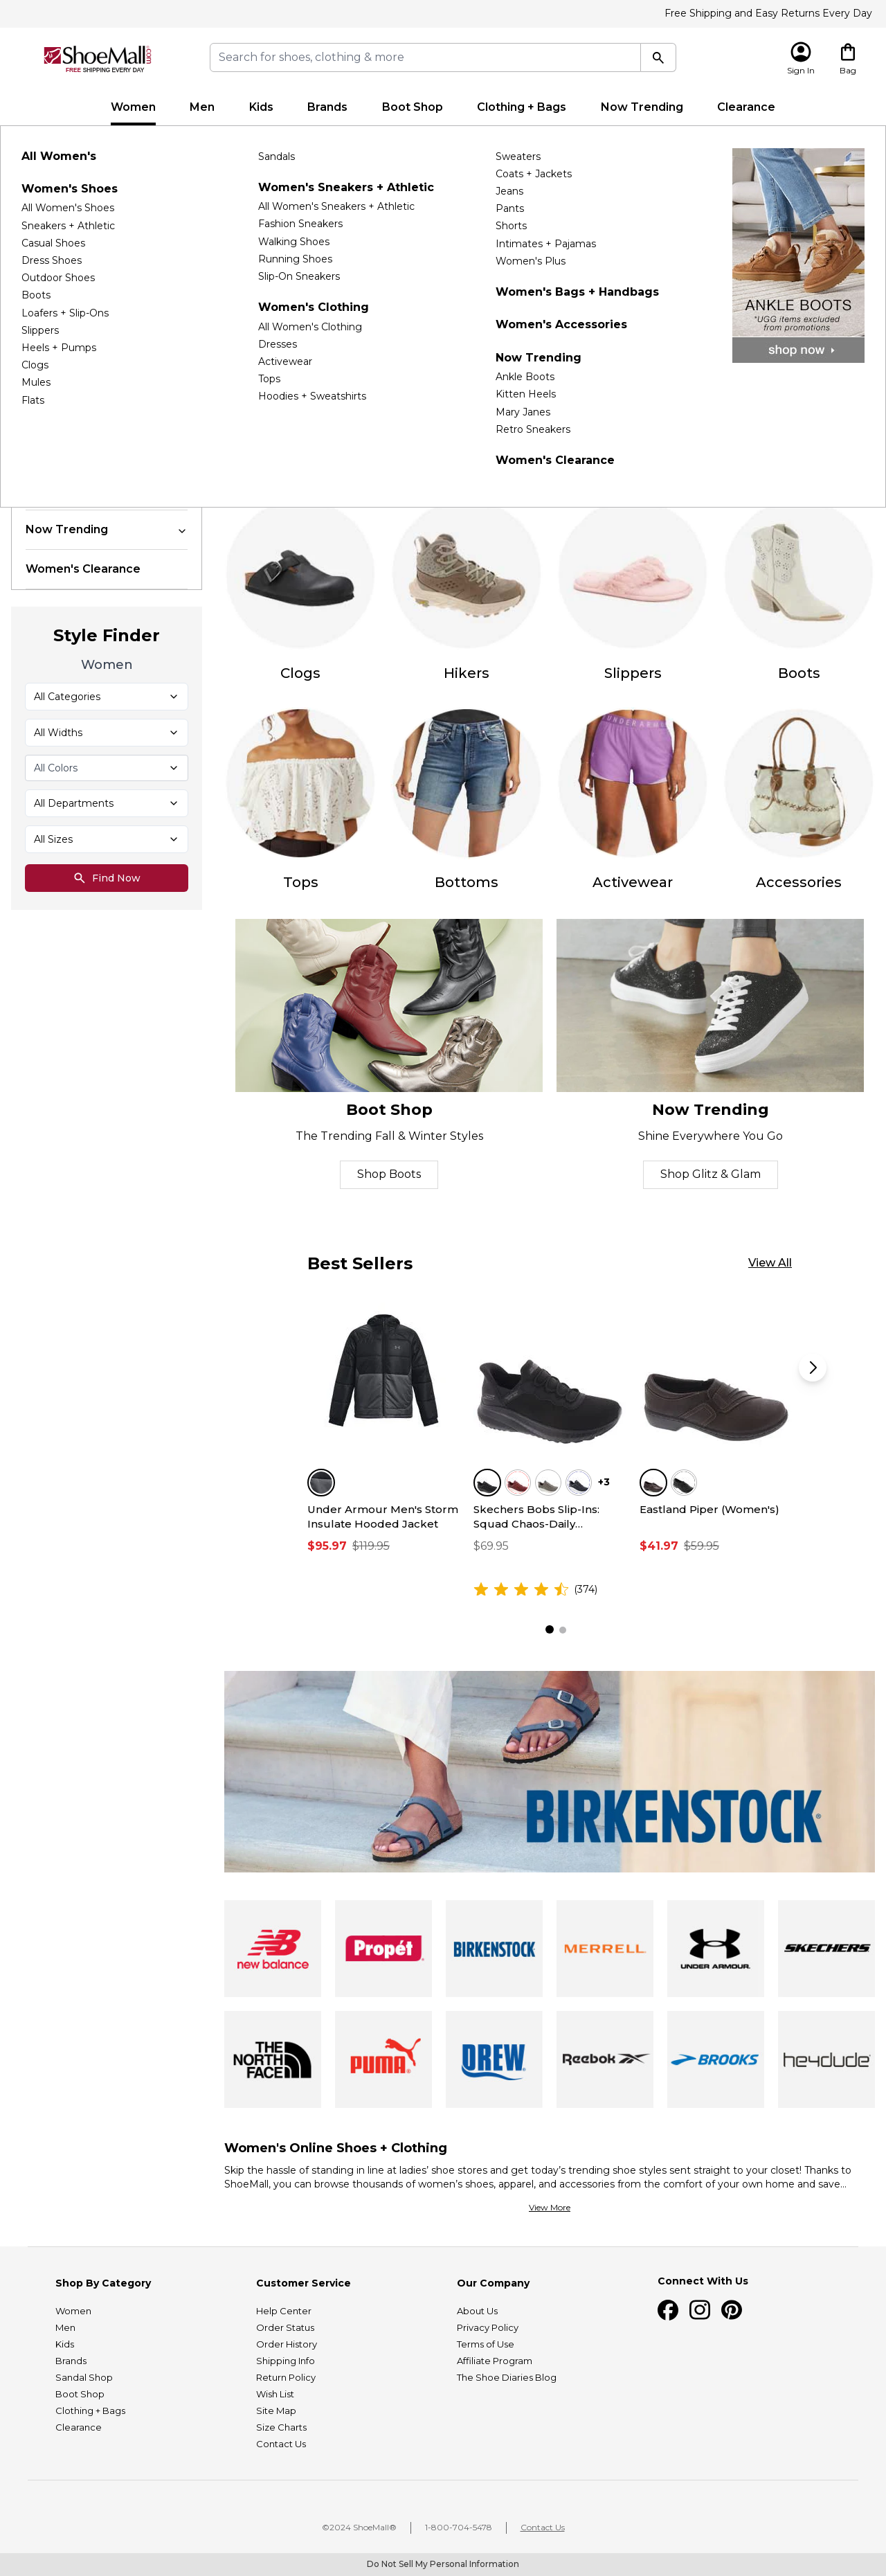 Free Shipping and Easy Returns Every Day
ShoeMall.COM
FREE SHIPPING EVERY DAY
Search for shoes, clothing & more
Sign In
Bag
Women
Men
Kids
Brands
Boot Shop
Clothing + Bags
Now Trending
Clearance
All Women's
Women's Shoes
All Women's Shoes
Sneakers + Athletic
Casual Shoes
Dress Shoes
Outdoor Shoes
Boots
Loafers + Slip-Ons
Slippers
Heels + Pumps
Clogs
Mules
Flats
Sandals
Women's Sneakers + Athletic
All Women's Sneakers + Athletic
Fashion Sneakers
Walking Shoes
Running Shoes
Slip-On Sneakers
Women's Clothing
All Women's Clothing
Dresses
Activewear
Tops
Hoodies + Sweatshirts
Sweaters
Coats + Jackets
Jeans
Pants
Shorts
Intimates + Pajamas
Women's Plus
Women's Bags + Handbags
Women's Accessories
Now Trending
Ankle Boots
Kitten Heels
Mary Janes
Retro Sneakers
Women's Clearance
ANKLE BOOTS
*UGG items excluded
from promotions
shop now
Now Trending
Women's Clearance
Style Finder
Women
All Categories
All Widths
All Colors
All Departments
All Sizes
Find Now
Clogs
Hikers
Slippers
Boots
UNDER ARMOUR
Tops
Bottoms
Activewear
Accessories
Boot Shop
The Trending Fall & Winter Styles
Shop Boots
Now Trending
Shine Everywhere You Go
Shop Glitz & Glam
Best Sellers
View All
+3
Under Armour Men's Storm
Insulate Hooded Jacket
$95.97 $119.95
Skechers Bobs Slip-Ins:
Squad Chaos-Daily...
$69.95
(374)
Eastland Piper (Women's)
$41.97 $59.95
BIRKENSTOCK®
new balance
Propét
BIRKENSTOCK
MERRELL
UNDER ARMOUR.
SKECHERS
THE
NORTH
FACE
PUMA
DREW
Reebok
BROOKS
heydude
Women's Online Shoes + Clothing
Skip the hassle of standing in line at ladies’ shoe stores and get today’s trending shoe styles sent straight to your closet! Thanks to
ShoeMall, you can browse thousands of women’s shoes, apparel, and accessories from the comfort of your own home and save...
View More
Shop By Category
Women
Men
Kids
Brands
Sandal Shop
Boot Shop
Clothing + Bags
Clearance
Customer Service
Help Center
Order Status
Order History
Shipping Info
Return Policy
Wish List
Site Map
Size Charts
Contact Us
Our Company
About Us
Privacy Policy
Terms of Use
Affiliate Program
The Shoe Diaries Blog
Connect With Us
©2024 ShoeMall®
1-800-704-5478
Contact Us
Do Not Sell My Personal Information